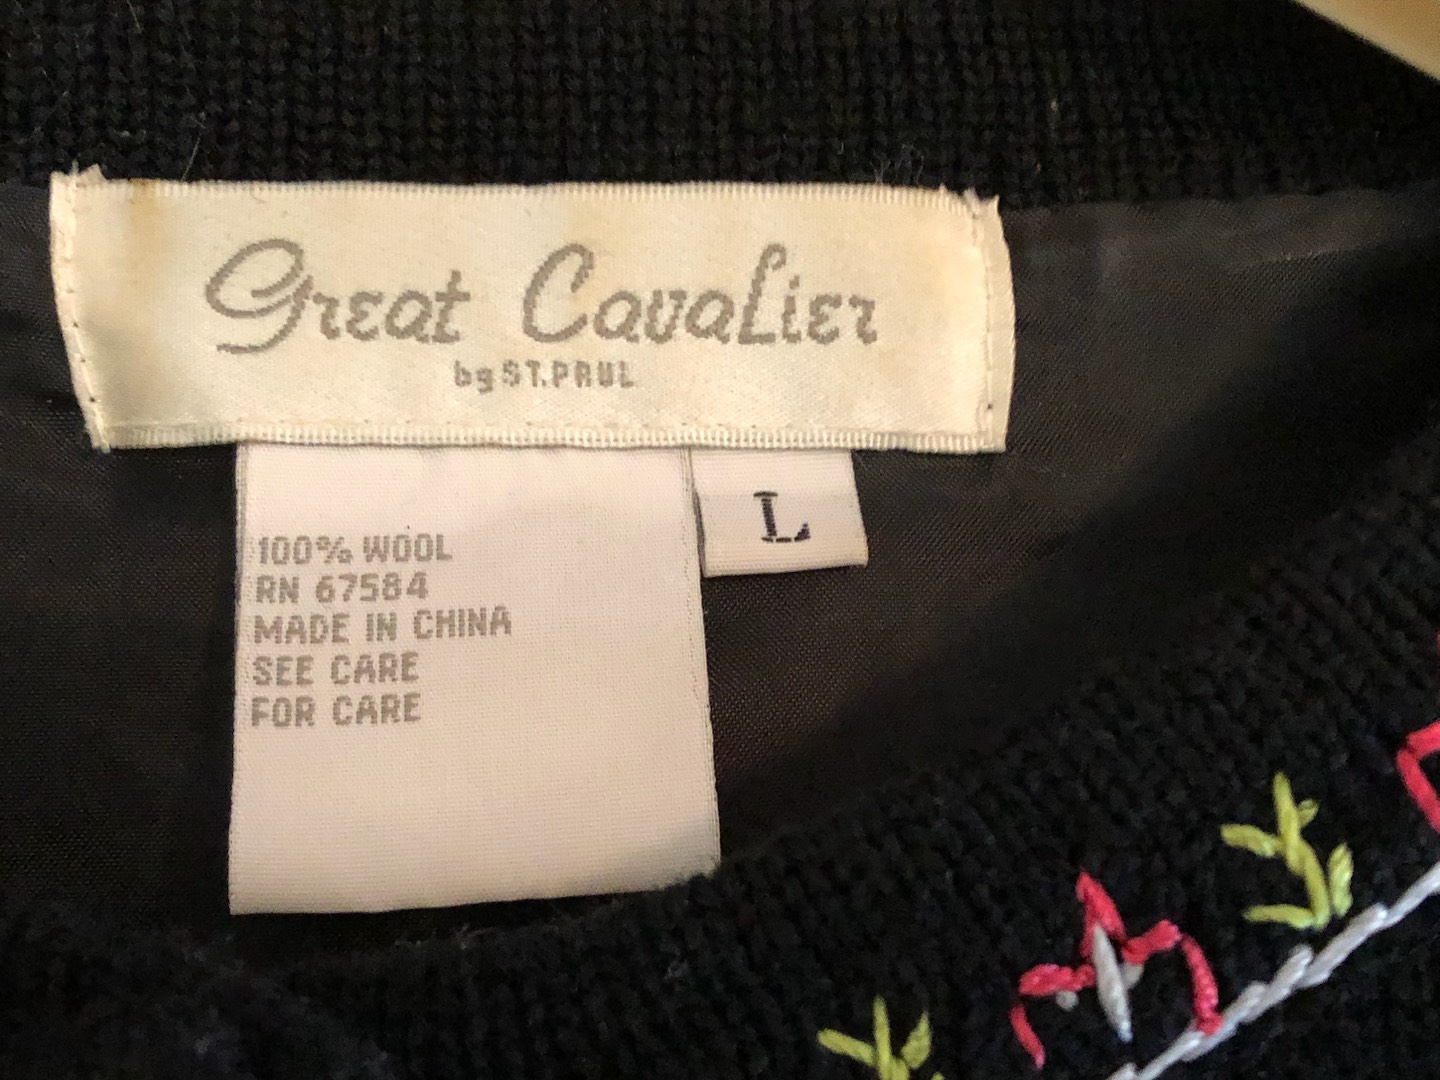 Great Cavalier
by ST.PAUL
L
100% WOOL
RN 67584
MADE IN CHINA
SEE CARE
FOR CARE